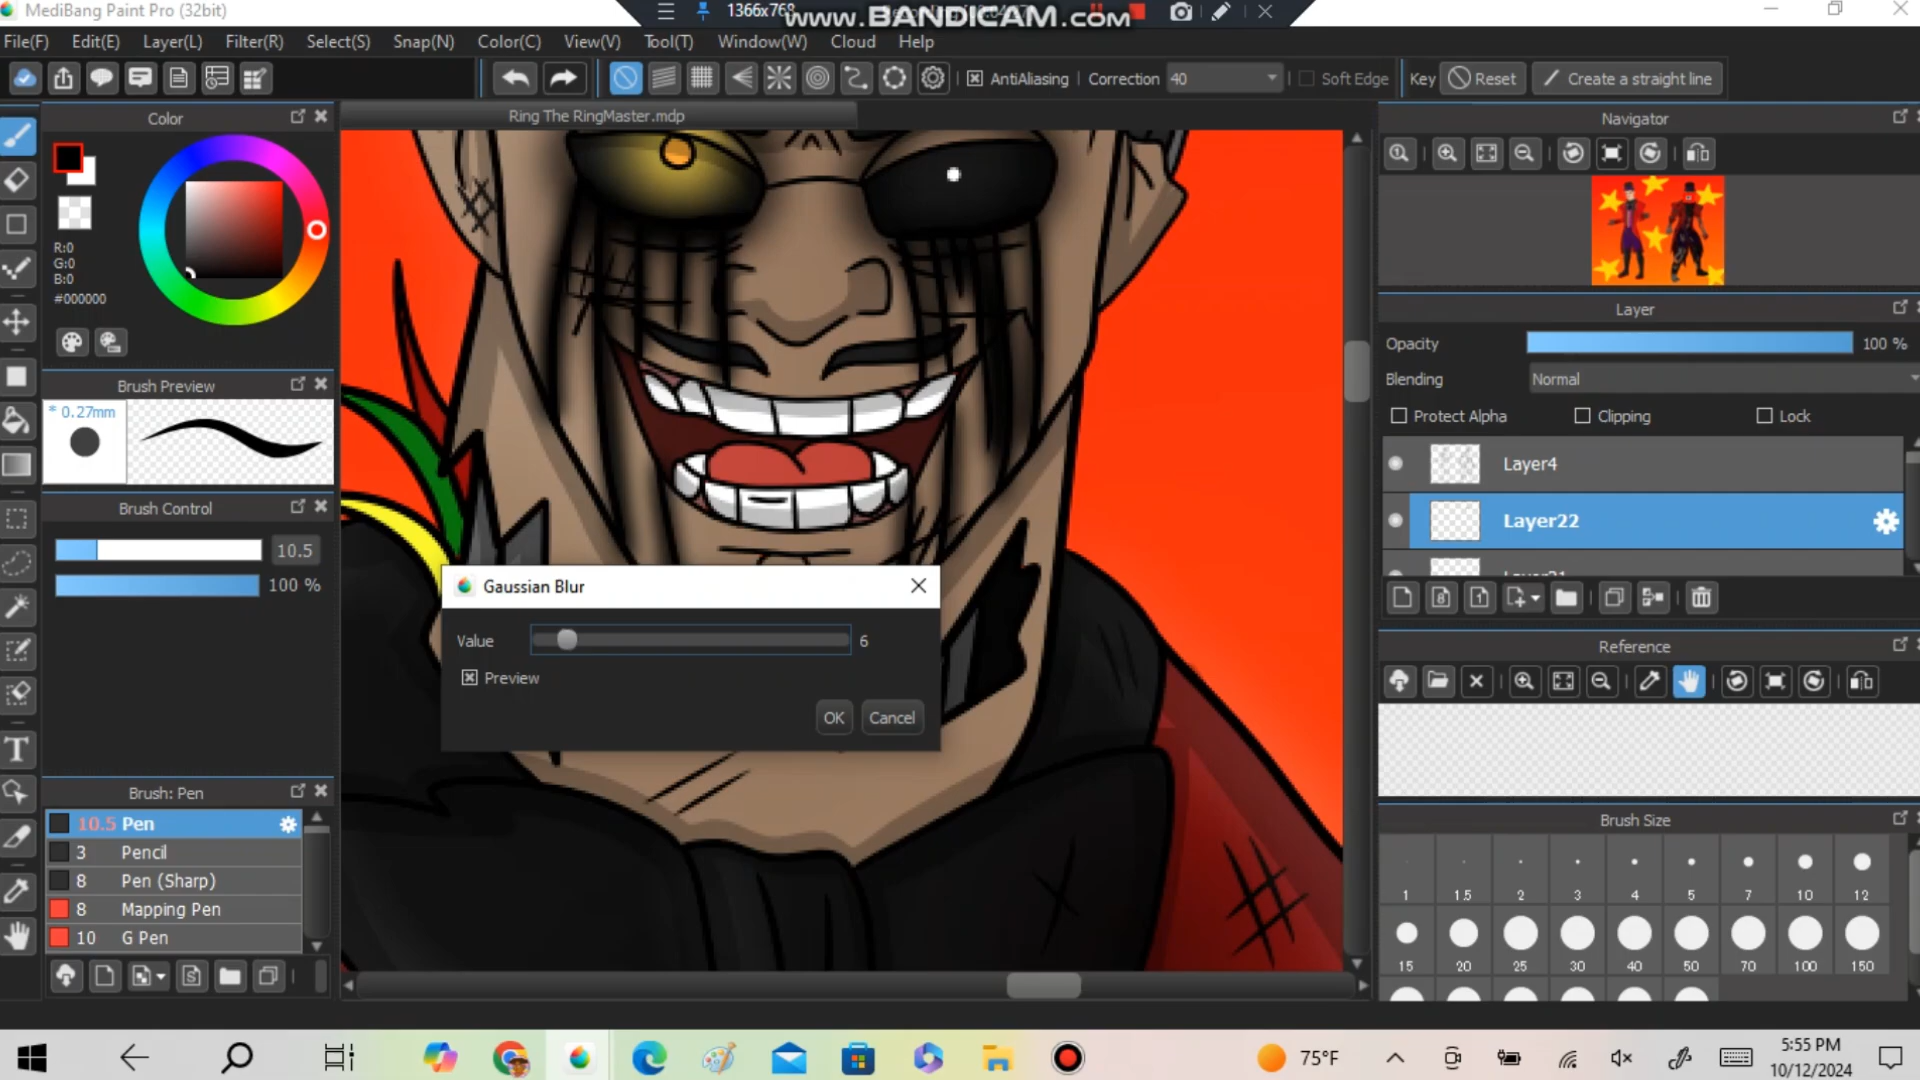 MediBang Paint Pro (32bit)
1366x768
www.BANDICAM.com
File(F) Edit(E) Layer(L) Filter(R) Select(S) Snap(N) Color(C) View(V) Tool(T) Window(W) Cloud Help
AntiAliasing Correction 40 Soft Edge Key Reset Create a straight line
Color
Ring The RingMaster.mdp
Navigator
R:0
G:0
B:0
#000000
Layer
Opacity 100 %
Blending Normal
Protect Alpha Clipping Lock
Brush Preview
* 0.27mm
Layer4
Layer22
Brush Control
10.5
100 %
Gaussian Blur
Value 6
Preview
OK Cancel
Reference
Brush: Pen
10.5 Pen
3 Pencil
8 Pen (Sharp)
8 Mapping Pen
10 G Pen
Brush Size
1 1.5 2 3 4 5 7 10 12
15 20 25 30 40 50 70 100 150
75°F
5:55 PM
10/12/2024